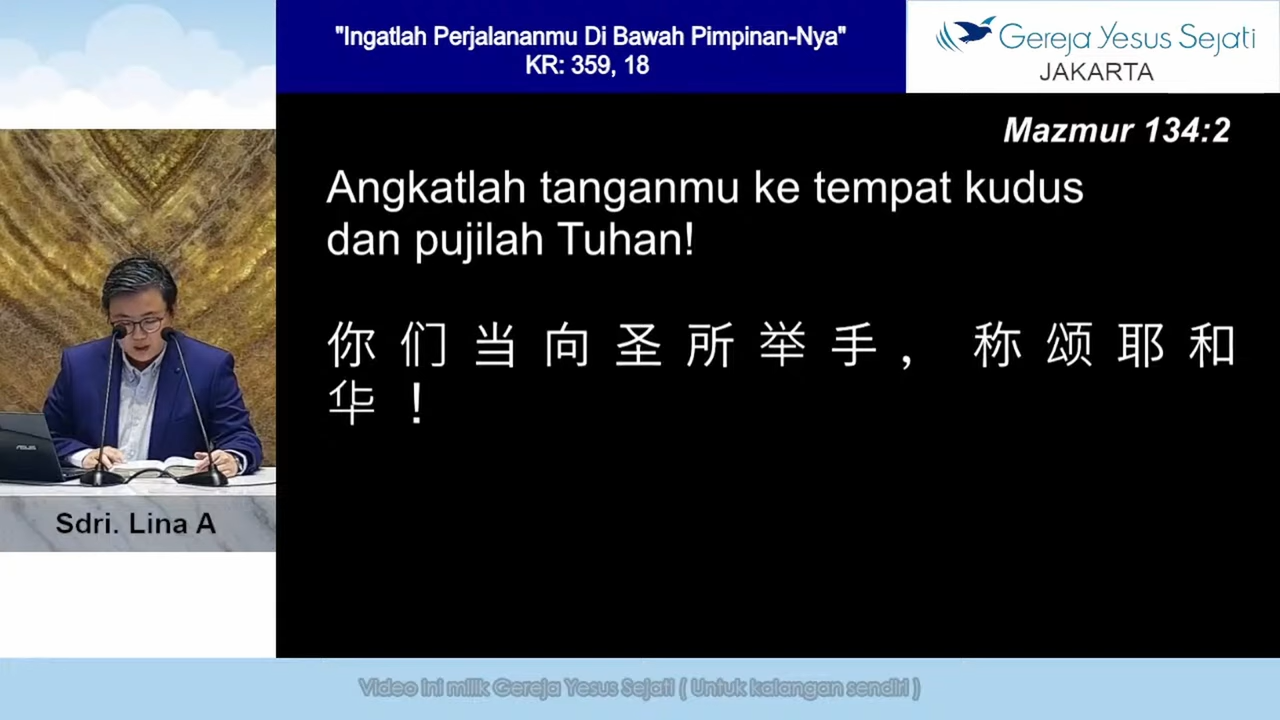 "Ingatlah Perjalananmu Di Bawah Pimpinan-Nya"
KR: 359, 18
Gereja Yesus Sejati
JAKARTA
Mazmur 134:2
Angkatlah tanganmu ke tempat kudus
dan pujilah Tuhan!
你们当向圣所举手， 称颂耶和
华！
ASUS
Sdri. Lina A
Video ini milik Gereja Yesus Sejati ( Untuk kalangan sendiri )